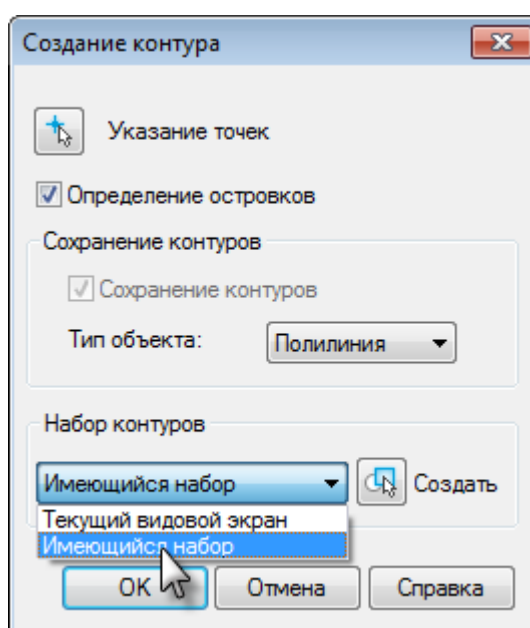 Создание контура
Указание точек
Определение островков
Сохранение контуров
Сохранение контуров
Тип объекта: Полилиния
Набор контуров
Имеющийся набор Создать
Текущий видовой экран
Имеющийся набор
ОК Отмена Справка